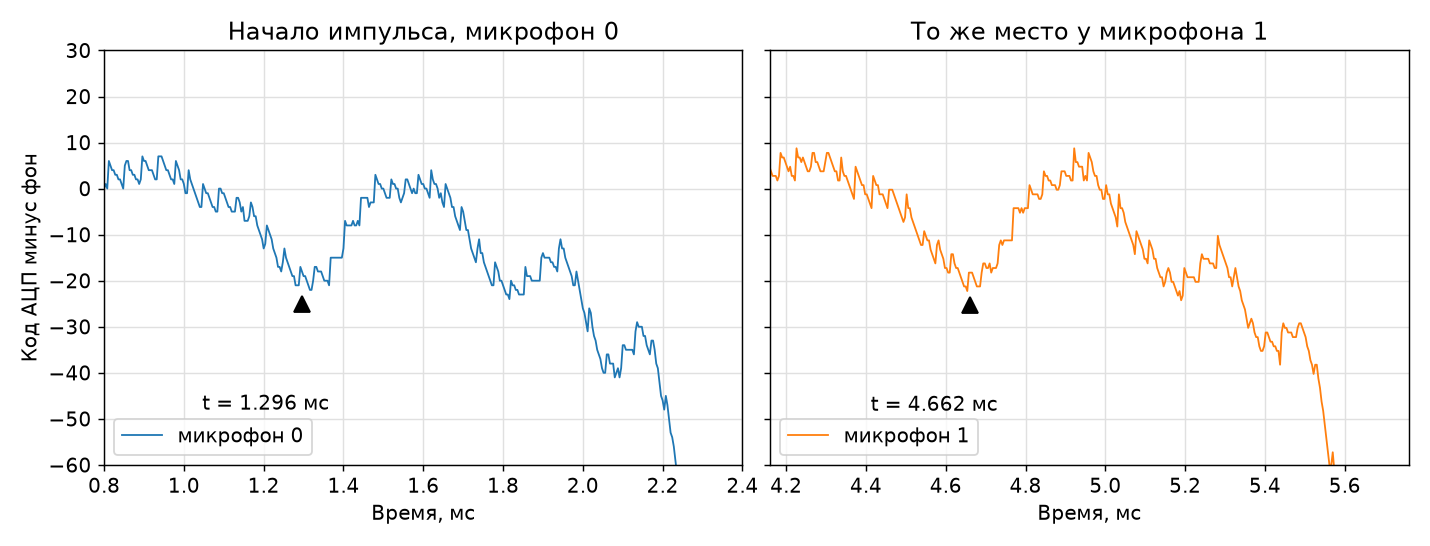 Начало импульса, микрофон 0
То же место у микрофона 1
Код АЦП минус фон
30
20
10
0
−10
−20
−30
−40
−50
−60
t = 1.296 мс
микрофон 0
0.8 1.0 1.2 1.4 1.6 1.8 2.0 2.2 2.4
Время, мс
t = 4.662 мс
микрофон 1
4.2 4.4 4.6 4.8 5.0 5.2 5.4 5.6
Время, мс